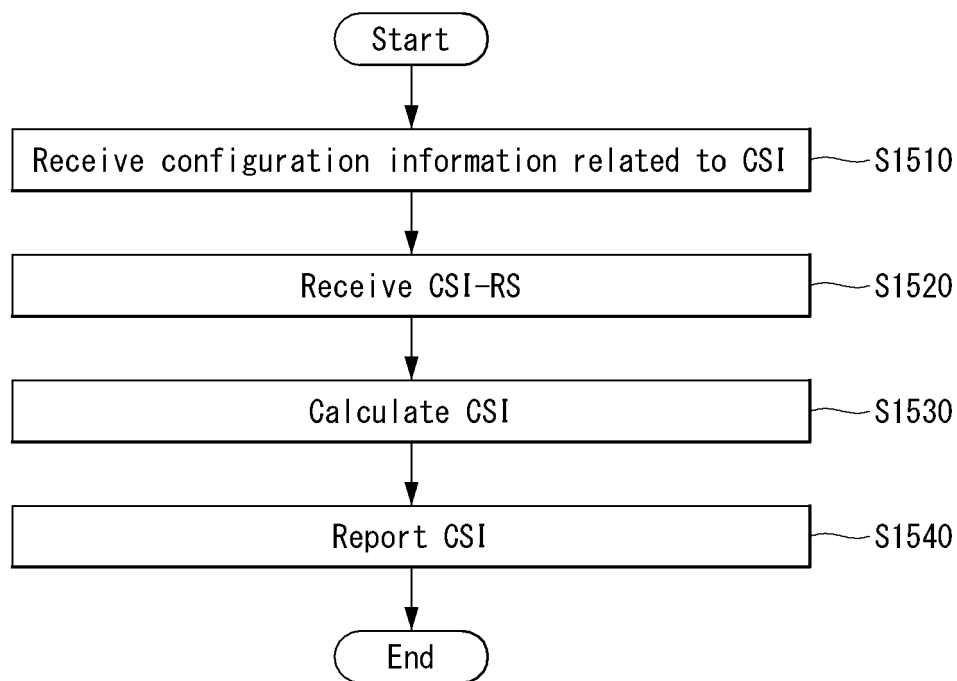 Start
Receive configuration information related to CSI
S1510
Receive CSI-RS
S1520
Calculate CSI
S1530
Report CSI
S1540
End